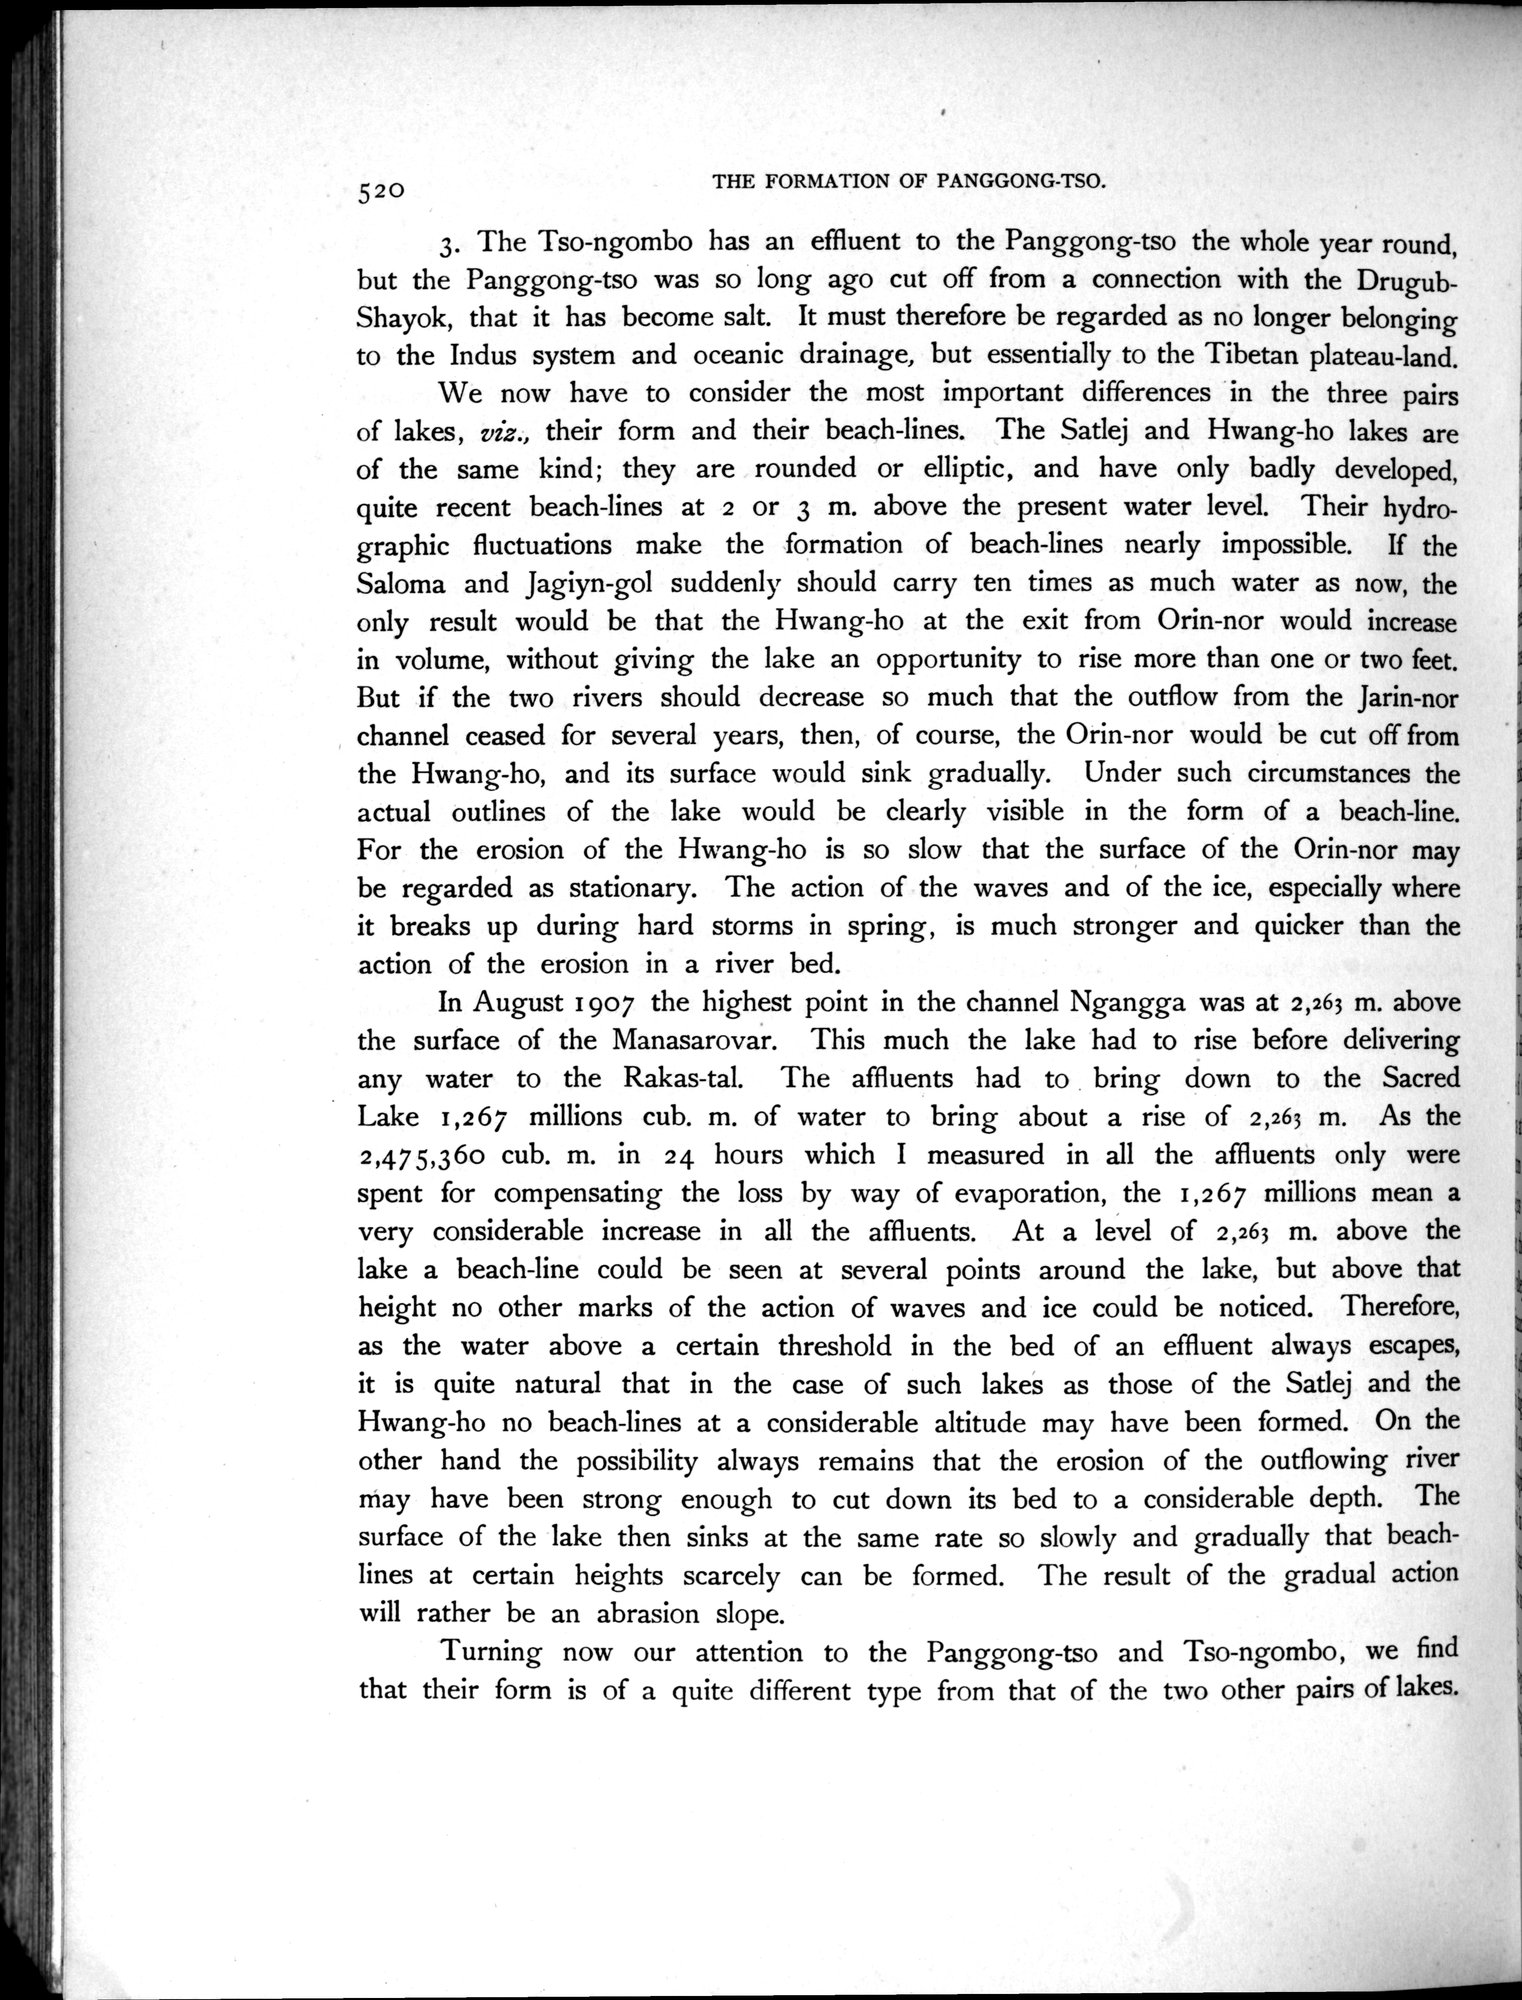 520
THE FORMATION OF PANGGONG-TSO.
3. The Tso-ngombo has an effluent to the Panggong-tso the whole year round,
but the Panggong-tso was so long ago cut off from a connection with the Drugub-
Shayok, that it has become salt. It must therefore be regarded as no longer belonging
to the Indus system and oceanic drainage, but essentially to the Tibetan plateau-land.
We now have to consider the most important differences in the three pairs
of lakes, viz., their form and their beach-lines. The Satlej and Hwang-ho lakes are
of the same kind; they are rounded or elliptic, and have only badly developed,
quite recent beach-lines at 2 or 3 m. above the present water level. Their hydro-
graphic fluctuations make the formation of beach-lines nearly impossible. If the
Saloma and Jagiyn-gol suddenly should carry ten times as much water as now, the
only result would be that the Hwang-ho at the exit from Orin-nor would increase
in volume, without giving the lake an opportunity to rise more than one or two feet.
But if the two rivers should decrease so much that the outflow from the Jarin-nor
channel ceased for several years, then, of course, the Orin-nor would be cut off from
the Hwang-ho, and its surface would sink gradually. Under such circumstances the
actual outlines of the lake would be clearly visible in the form of a beach-line.
For the erosion of the Hwang-ho is so slow that the surface of the Orin-nor may
be regarded as stationary. The action of the waves and of the ice, especially where
it breaks up during hard storms in spring, is much stronger and quicker than the
action of the erosion in a river bed.
In August 1907 the highest point in the channel Ngangga was at 2,263 m. above
the surface of the Manasarovar. This much the lake had to rise before delivering
any water to the Rakas-tal. The affluents had to bring down to the Sacred
Lake 1,267 millions cub. m. of water to bring about a rise of 2,263 m. As the
2,475,360 cub. m. in 24 hours which I measured in all the affluents only were
spent for compensating the loss by way of evaporation, the 1,267 millions mean a
very considerable increase in all the affluents. At a level of 2,263 m. above the
lake a beach-line could be seen at several points around the lake, but above that
height no other marks of the action of waves and ice could be noticed. Therefore,
as the water above a certain threshold in the bed of an effluent always escapes,
it is quite natural that in the case of such lakes as those of the Satlej and the
Hwang-ho no beach-lines at a considerable altitude may have been formed. On the
other hand the possibility always remains that the erosion of the outflowing river
may have been strong enough to cut down its bed to a considerable depth. The
surface of the lake then sinks at the same rate so slowly and gradually that beach-
lines at certain heights scarcely can be formed. The result of the gradual action
will rather be an abrasion slope.
Turning now our attention to the Panggong-tso and Tso-ngombo, we find
that their form is of a quite different type from that of the two other pairs of lakes.